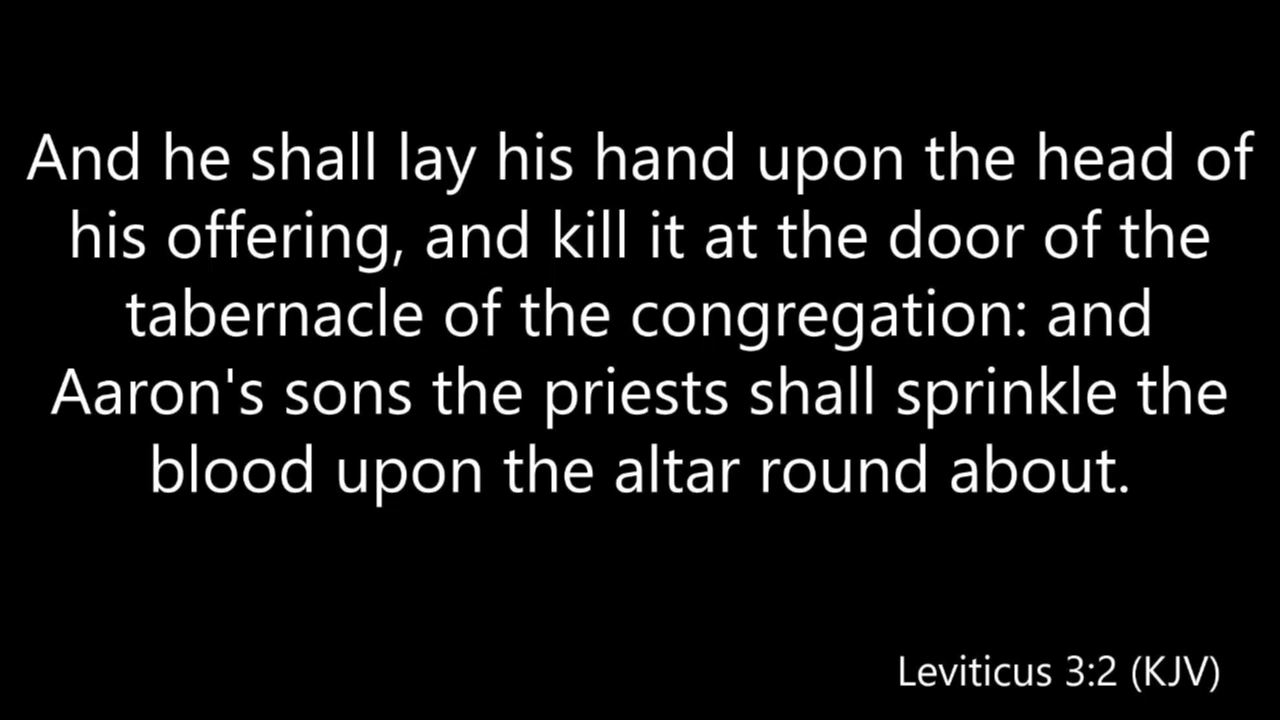 And he shall lay his hand upon the head of
his offering, and kill it at the door of the
tabernacle of the congregation: and
Aaron's sons the priests shall sprinkle the
blood upon the altar round about.
Leviticus 3:2 (KJV)